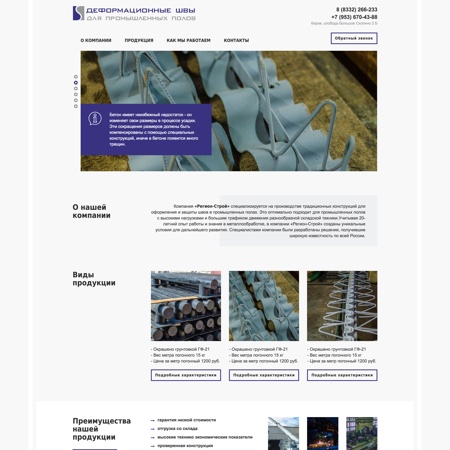 ДЕФОРМАЦИОННЫЕ ШВЫ
ДЛЯ ПРОМЫШЛЕННЫХ ПОЛОВ
8 (8332) 266-233
+7 (953) 670-43-88
Киров, слобода Большая Скопино 2 Б
О КОМПАНИИ ПРОДУКЦИЯ КАК МЫ РАБОТАЕМ КОНТАКТЫ
Обратный звонок
Бетон имеет неизбежный недостаток - он
изменяет свои размеры в процессе усадки.
Эти сокращения размеров должны быть
компенсированы с помощью специальных
конструкций, иначе в бетоне появится много
трещин.
О нашей
компании
Компания «Регион-Строй» специализируется на производстве традиционных конструкций для
оформления и защиты швов в промышленных полах. Это оптимально подходит для промышленных полов
с высокими нагрузками и большим трафиком движения разнообразной складской техники.Учитывая 20-
летний опыт работы и знания в металлообработке, в компании «Регион-Строй» созданы уникальные
условия для дальнейшего развития. Специалистами компании были разработаны решения, получившие
широкую известность по всей России.
Виды
продукции
- Окрашено грунтовкой ГФ-21
- Вес метра погонного 15 кг
- Цена за метр погонный 1200 руб.
Подробные характеристики
- Окрашено грунтовкой ГФ-21
- Вес метра погонного 15 кг
- Цена за метр погонный 1200 руб.
Подробные характеристики
- Окрашено грунтовкой ГФ-21
- Вес метра погонного 15 кг
- Цена за метр погонный 1200 руб.
Подробные характеристики
Преимущества
нашей
продукции
гарантия низкой стоимости
отгрузки со склада
высокие технико экономические показатели
проверенная конструкция